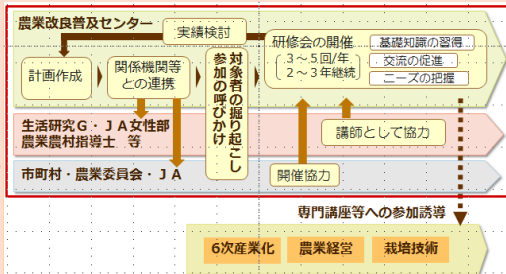 農業改良普及センター
実績検討
計画作成
関係機関等
との連携
対象者の掘り起こし
参加の呼びかけ
研修会の開催
３～５回/年
２～３年継続
基礎知識の習得
交流の促進
ニーズの把握
生活研究Ｇ・ＪＡ女性部
農業農村指導士　等
講師として協力
市町村・農業委員会・ＪＡ
開催協力
専門講座等への参加誘導
6次産業化
農業経営
栽培技術